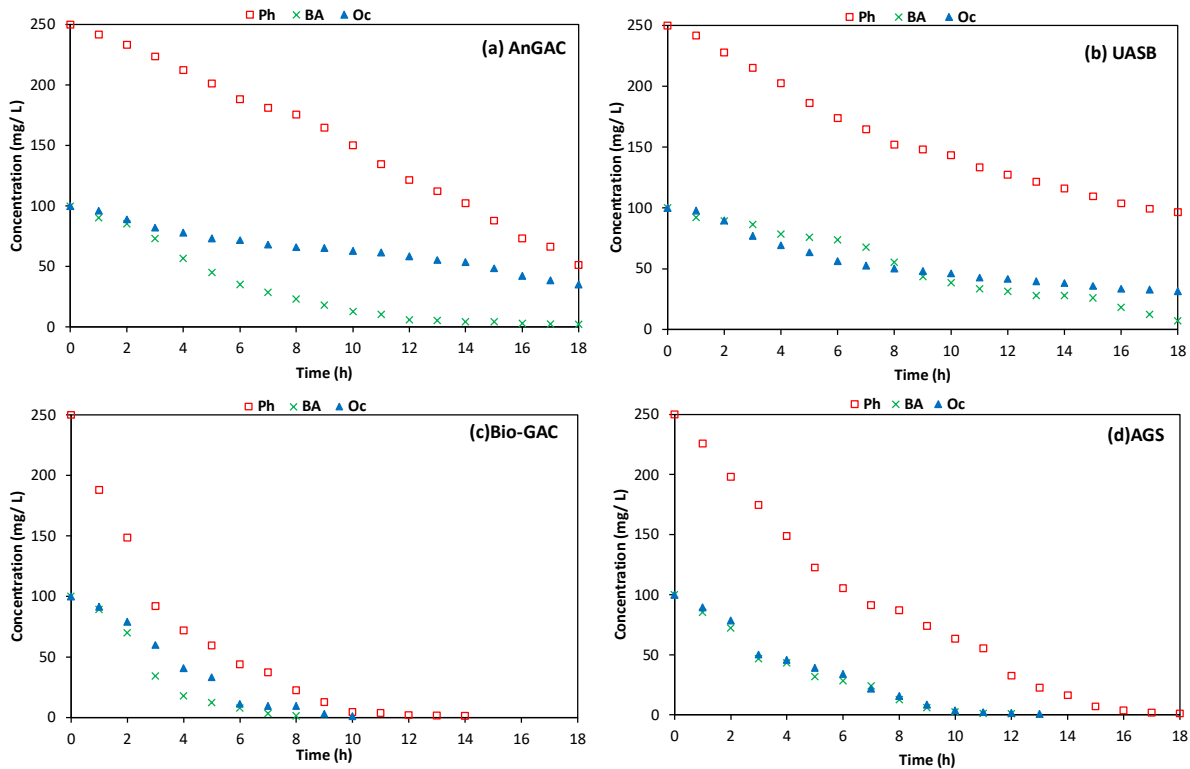 Ph BA Oc
(a) AnGAC
Concentration (mg/ L)
250
200
150
100
50
0
0 2 4 6 8 10 12 14 16 18
Time (h)
Ph BA Oc
(b) UASB
Concentration (mg/ L)
250
200
150
100
50
0
0 2 4 6 8 10 12 14 16 18
Time (h)
Ph BA Oc
(c)Bio-GAC
Concentration (mg/ L)
250
200
150
100
50
0
0 2 4 6 8 10 12 14 16 18
Time (h)
Ph BA Oc
(d)AGS
Concentration (mg/ L)
250
200
150
100
50
0
0 2 4 6 8 10 12 14 16 18
Time (h)